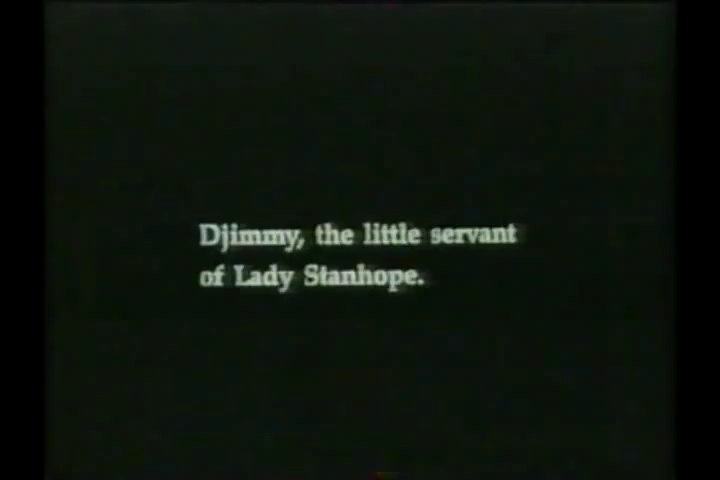 Djimmy, the little servant
of Lady Stanhope.